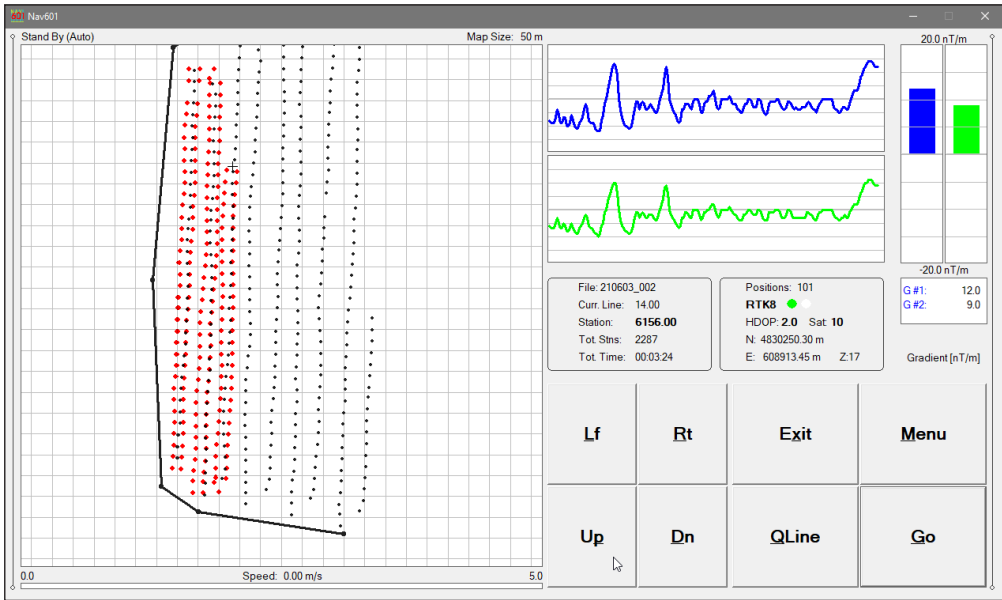 601 Nav601
Stand By (Auto) Map Size: 50 m
20.0 nT/m
-20.0 nT/m
File: 210603_002
Curr. Line: 14.00
Station: 6156.00
Tot. Stns: 2287
Tot. Time: 00:03:24
Positions: 101
RTK8
HDOP: 2.0 Sat: 10
N: 4830250.30 m
E: 608913.45 m Z:17
G #1: 12.0
G #2: 9.0
Gradient [nT/m]
Lf Rt Exit Menu
Up Dn QLine Go
0.0 Speed: 0.00 m/s 5.0